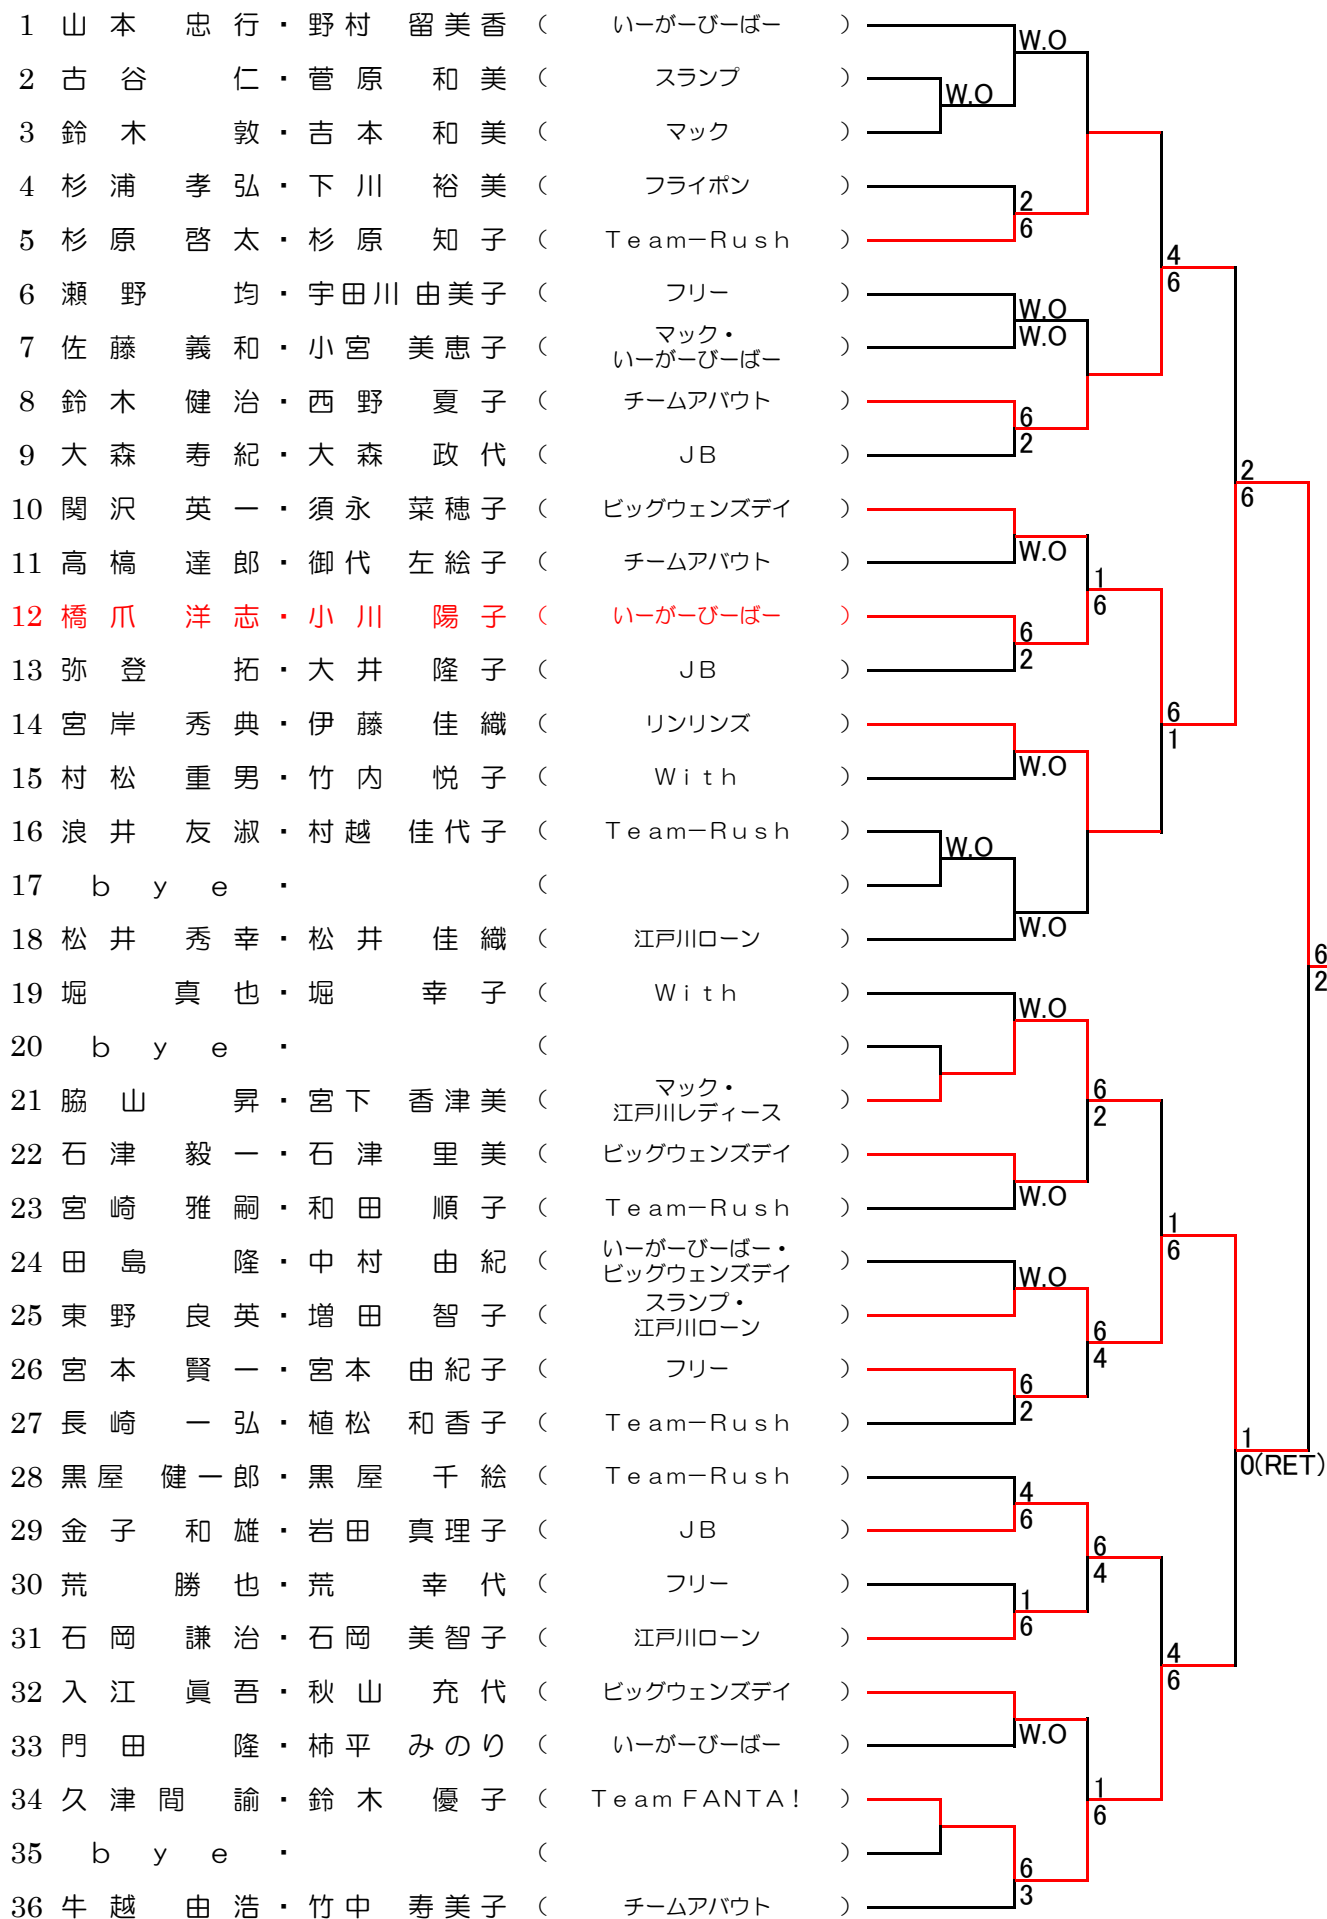 1 山本 忠行・野村 留美香 ( いーがーびーばー )
W.O
2 古谷 仁・菅原 和美 ( スランプ )
W.O
3 鈴木 敦・吉本 和美 ( マック )
4 杉浦 孝弘・下川 裕美 ( フライポン )
2
6
5 杉原 啓太・杉原 知子 ( Team-Rush )
4
6
6 瀬野 均・宇田川 由美子 ( フリー )
W.O
W.O
7 佐藤 義和・小宮 美恵子 ( マック・
いーがーびーばー )
8 鈴木 健治・西野 夏子 ( チームアバウト )
6
2
9 大森 寿紀・大森 政代 ( JB )
2
6
10 関沢 英一・須永 菜穂子 ( ビッグウェンズデイ )
W.O
11 高槁 達郎・御代 左絵子 ( チームアバウト )
1
6
12 橋爪 洋志・小川 陽子 ( いーがーびーばー )
6
2
13 弥登 拓・大井 隆子 ( JB )
6
1
14 宮岸 秀典・伊藤 佳織 ( リンリンズ )
W.O
15 村松 重男・竹内 悦子 ( With )
16 浪井 友淑・村越 佳代子 ( Team-Rush )
W.O
17 bye・ ( )
W.O
18 松井 秀幸・松井 佳織 ( 江戸川ローン )
6
2
19 堀 真也・堀 幸子 ( With )
W.O
20 bye・ ( )
21 脇山 昇・宮下 香津美 ( マック・
江戸川レディース )
6
2
22 石津 毅一・石津 里美 ( ビッグウェンズデイ )
W.O
23 宮崎 雅嗣・和田 順子 ( Team-Rush )
1
6
24 田島 隆・中村 由紀 ( いーがーびーばー・
ビッグウェンズデイ )
W.O
25 東野 良英・増田 智子 ( スランプ・
江戸川ローン )
6
4
26 宮本 賢一・宮本 由紀子 ( フリー )
6
2
27 長崎 一弘・植松 和香子 ( Team-Rush )
1
0(RET)
28 黒屋 健一郎・黒屋 千絵 ( Team-Rush )
4
6
29 金子 和雄・岩田 真理子 ( JB )
6
4
30 荒 勝也・荒 幸代 ( フリー )
1
6
31 石岡 謙治・石岡 美智子 ( 江戸川ローン )
4
6
32 入江 眞吾・秋山 充代 ( ビッグウェンズデイ )
W.O
33 門田 隆・柿平 みのり ( いーがーびーばー )
1
6
34 久津間 諭・鈴木 優子 ( Team FANTA! )
35 bye・ ( )
6
3
36 牛越 由浩・竹中 寿美子 ( チームアバウト )